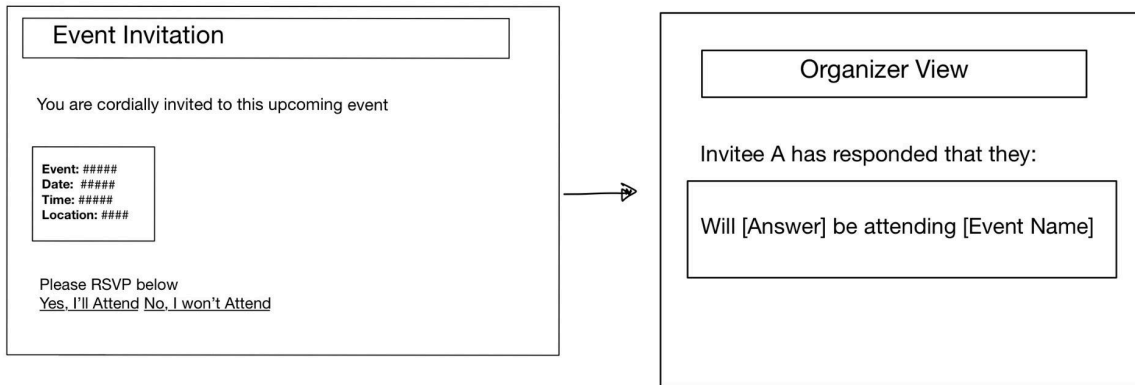 Event Invitation
You are cordially invited to this upcoming event
Event: #####
Date: #####
Time: #####
Location: ####
Please RSVP below
Yes, I'll Attend No, I won't Attend
Organizer View
Invitee A has responded that they:
Will [Answer] be attending [Event Name]